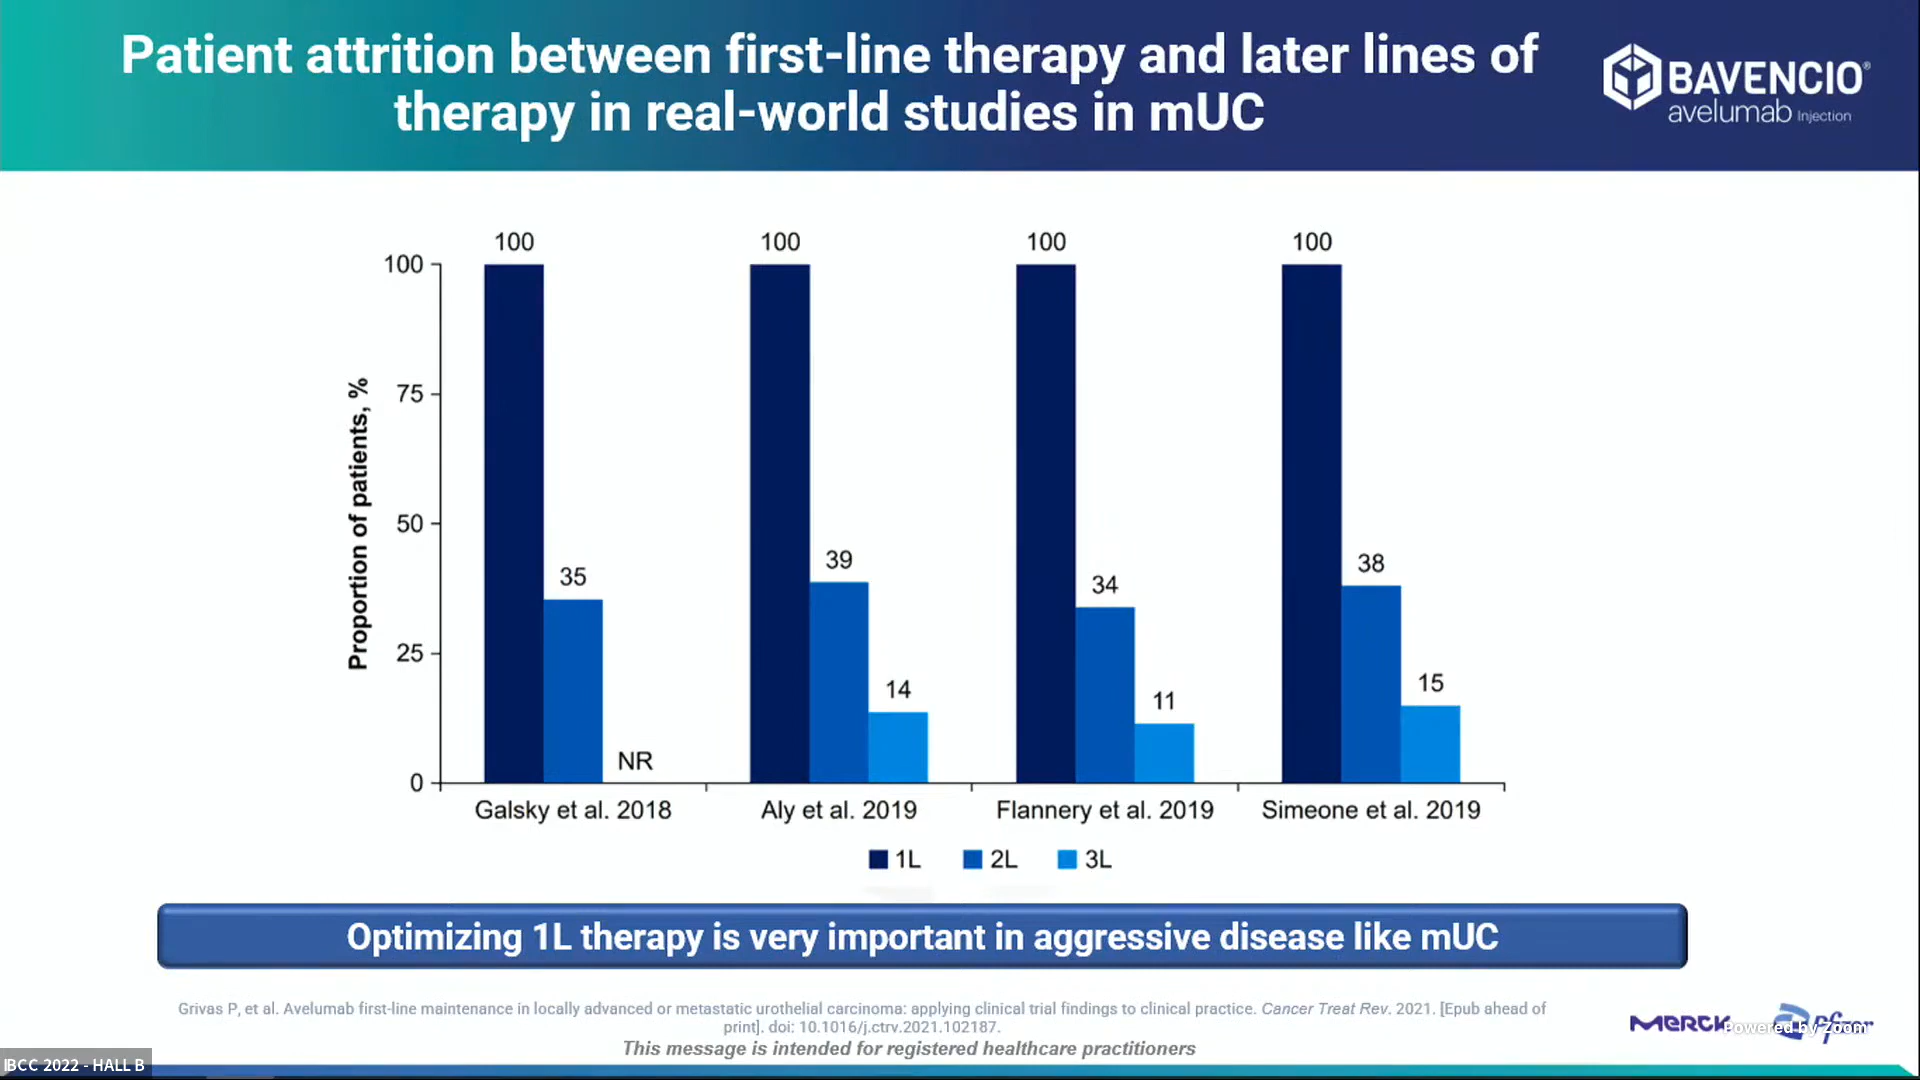 Patient attrition between first-line therapy and later lines of
therapy in real-world studies in mUC
BAVENCIO®
avelumab Injection
Proportion of patients, %
100
75
50
25
0
100
35
NR
100
39
14
100
34
11
100
38
15
Galsky et al. 2018
Aly et al. 2019
Flannery et al. 2019
Simeone et al. 2019
1L 2L 3L
Optimizing 1L therapy is very important in aggressive disease like mUC
Grivas P, et al. Avelumab first-line maintenance in locally advanced or metastatic urothelial carcinoma: applying clinical trial findings to clinical practice. Cancer Treat Rev. 2021. [Epub ahead of
print]. doi: 10.1016/j.ctrv.2021.102187.
This message is intended for registered healthcare practitioners
MERCK
Pfizer
Powered by Zoom
IBCC 2022 - HALL B